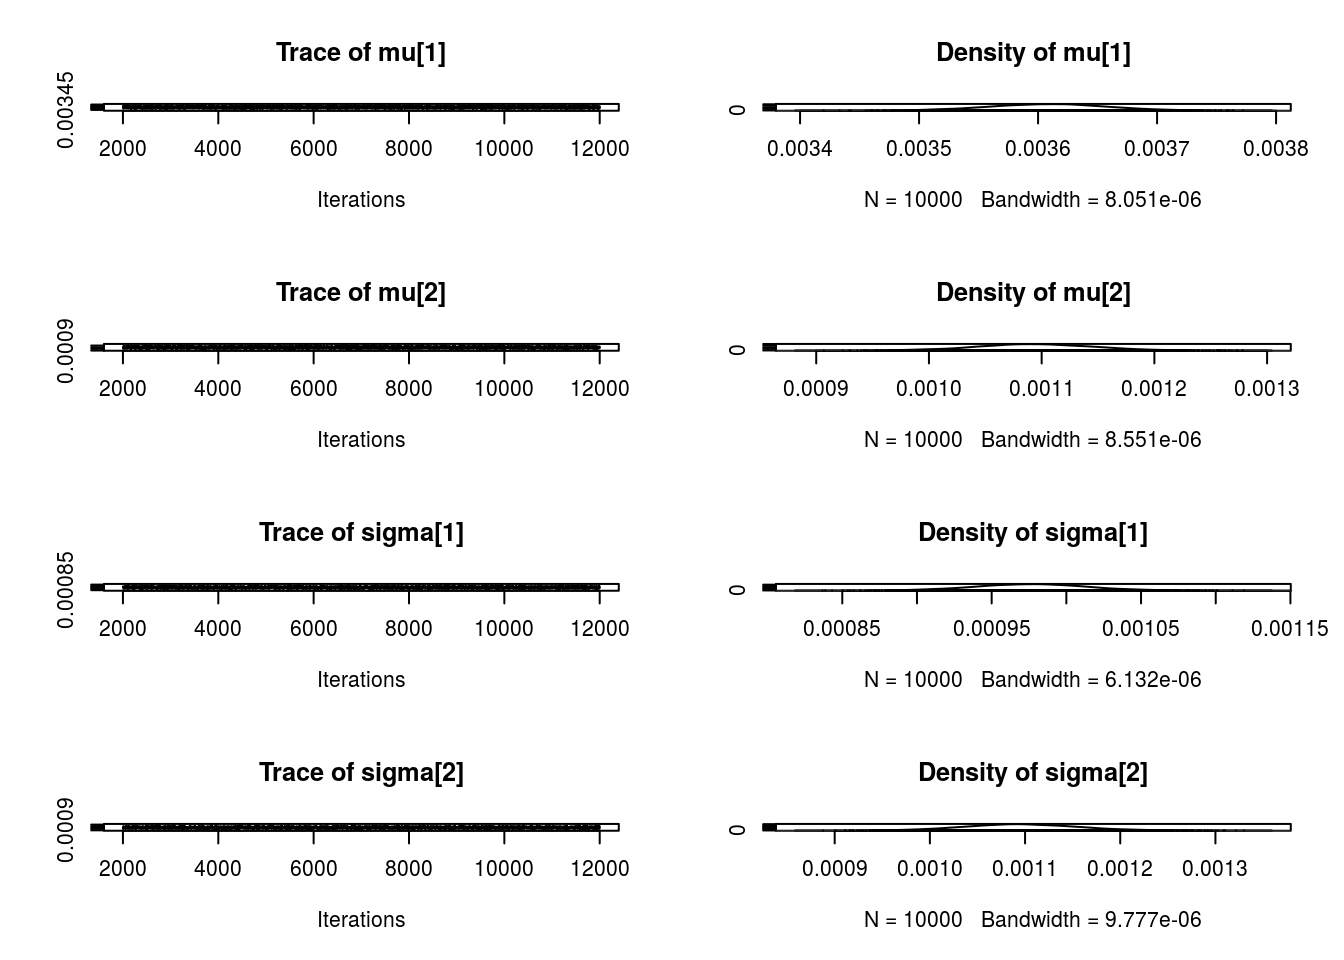 Trace of mu[1]
0.00345
2000 4000 6000 8000 10000 12000
Iterations
Density of mu[1]
0
0.0034 0.0035 0.0036 0.0037 0.0038
N = 10000 Bandwidth = 8.051e-06
Trace of mu[2]
0.0009
2000 4000 6000 8000 10000 12000
Iterations
Density of mu[2]
0
0.0009 0.0010 0.0011 0.0012 0.0013
N = 10000 Bandwidth = 8.551e-06
Trace of sigma[1]
0.00085
2000 4000 6000 8000 10000 12000
Iterations
Density of sigma[1]
0
0.00085 0.00095 0.00105 0.00115
N = 10000 Bandwidth = 6.132e-06
Trace of sigma[2]
0.0009
2000 4000 6000 8000 10000 12000
Iterations
Density of sigma[2]
0
0.0009 0.0010 0.0011 0.0012 0.0013
N = 10000 Bandwidth = 9.777e-06